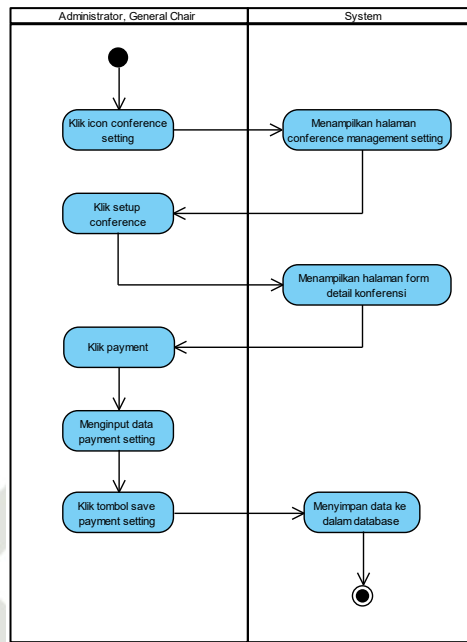 Administrator, General Chair
System
Klik icon conference
setting
Menampilkan halaman
conference management setting
Klik setup
conference
Menampilkan halaman form
detail konferensi
Klik payment
Menginput data
payment setting
Klik tombol save
payment setting
Menyimpan data ke
dalam database